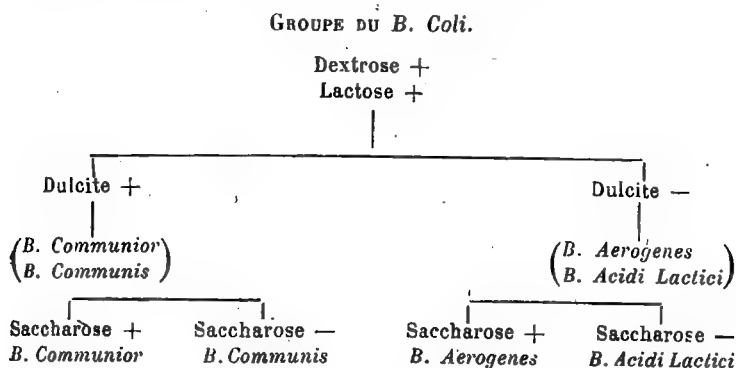 GROUPE DU B. Coli.
Dextrose +
Lactose +
Dulcite + Dulcite —
(B. Communior) (B. Aerogenes)
(B. Communis) (B. Acidi Lactici)
Saccharose + Saccharose — Saccharose + Saccharose —
B. Communior B. Communis B. Aerogenes B. Acidi Lactici